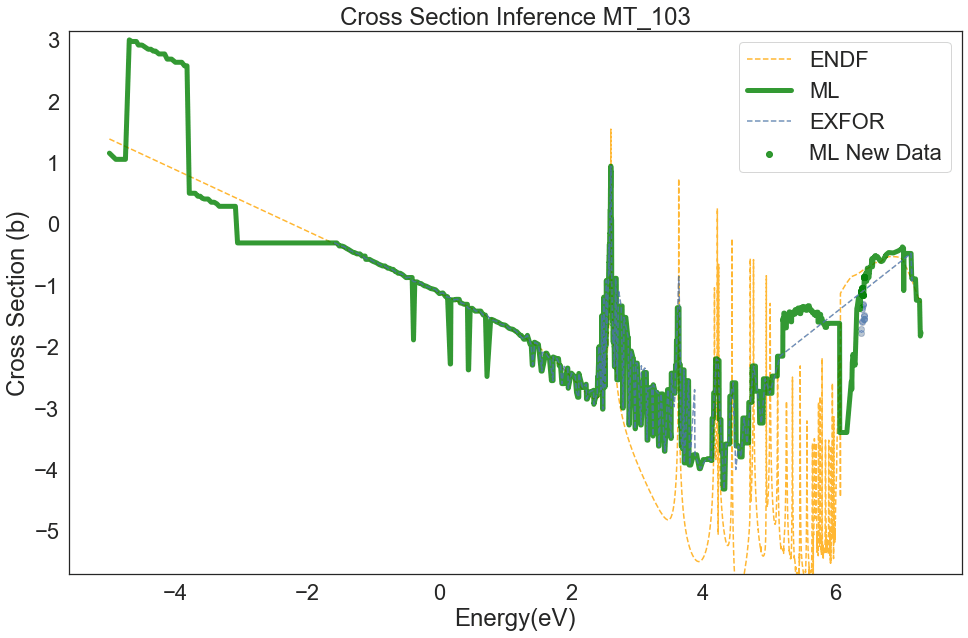 Cross Section Inference MT_103
ENDF
ML
EXFOR
ML New Data
Cross Section (b)
3
2
1
0
−1
−2
−3
−4
−5
−4
−2
0
2
4
6
Energy(eV)